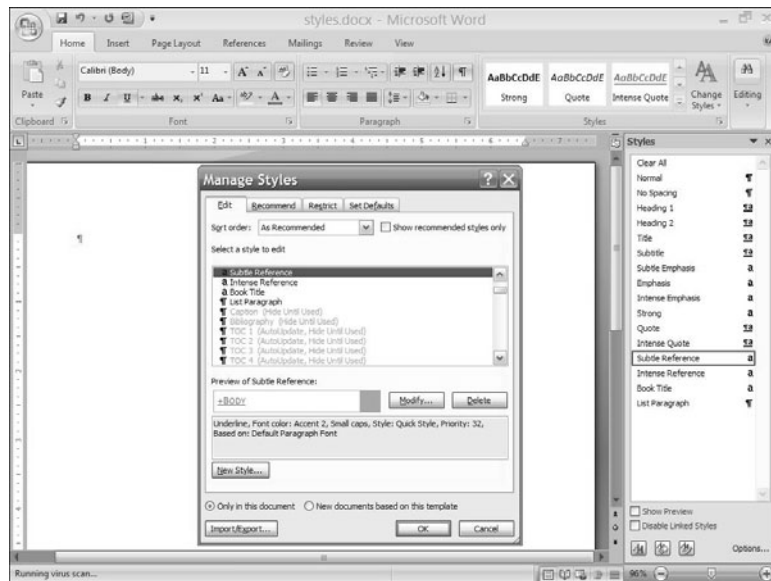 styles.docx - Microsoft Word
Home Insert Page Layout References Mailings Review View
Calibri (Body) 11 A A
AaBbCcDdE AaBbCcDdE AaBbCcDdE
Paste B I U abe x, x' Aa ab A Strong Quote Intense Quote Change Styles Editing
Clipboard Font Paragraph Styles
Styles
Clear All
Normal ¶
No Spacing ¶
Heading 1 ¶a
Heading 2 ¶a
Title ¶a
Subtitle ¶a
Subtle Emphasis a
Emphasis a
Intense Emphasis a
Strong a
Quote ¶a
Intense Quote ¶a
Subtle Reference a
Intense Reference a
Book Title a
List Paragraph ¶
Show Preview
Disable Linked Styles
Options...
Manage Styles
Edit Recommend Restrict Set Defaults
Sort order: As Recommended Show recommended styles only
Select a style to edit
a Subtle Reference
a Intense Reference
a Book Title
¶ List Paragraph
¶ Caption (Hide Until Used)
¶ Bibliography (Hide Until Used)
¶ TOC 1 (AutoUpdate, Hide Until Used)
¶ TOC 2 (AutoUpdate, Hide Until Used)
¶ TOC 3 (AutoUpdate, Hide Until Used)
¶ TOC 4 (AutoUpdate, Hide Until Used)
Preview of Subtle Reference:
+BODY Modify... Delete
Underline, Font color: Accent 2, Small caps, Style: Quick Style, Priority: 32,
Based on: Default Paragraph Font
New Style...
Only in this document New documents based on this template
Import/Export... OK Cancel
Running virus scan... 96%